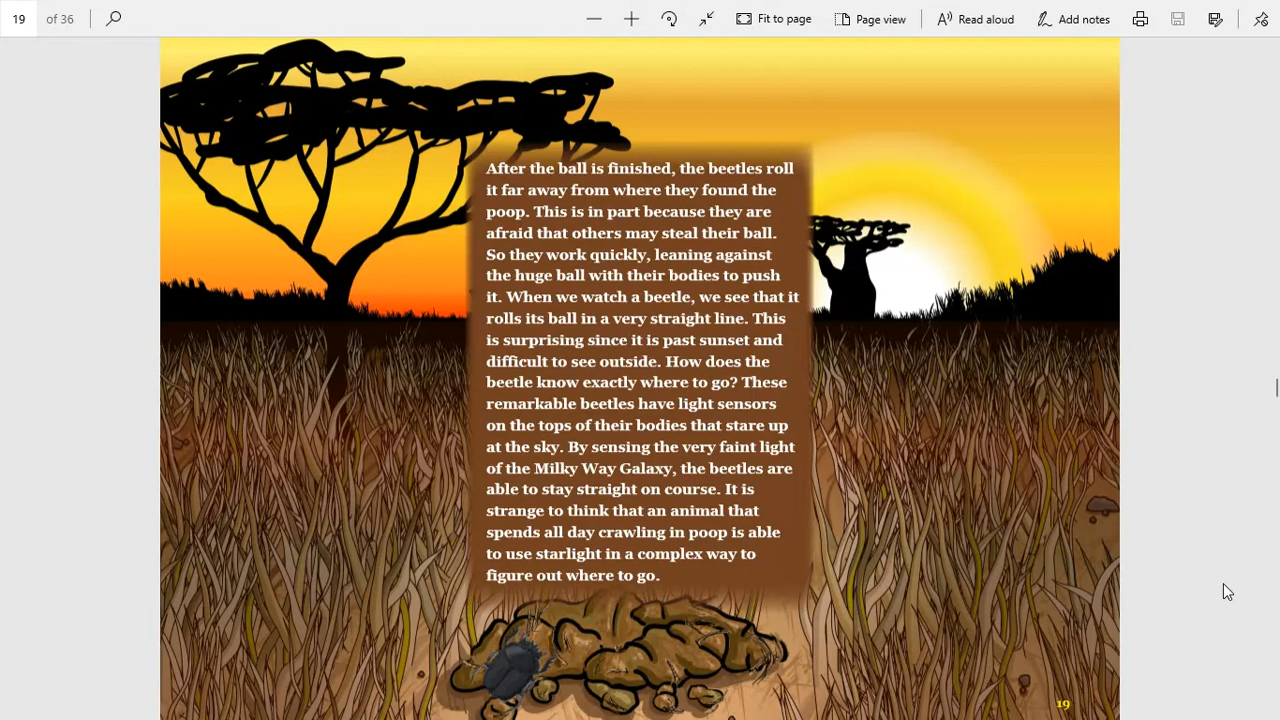 19 of 36 Fit to page Page view Read aloud Add notes
After the ball is finished, the beetles roll
it far away from where they found the
poop. This is in part because they are
afraid that others may steal their ball.
So they work quickly, leaning against
the huge ball with their bodies to push
it. When we watch a beetle, we see that it
rolls its ball in a very straight line. This
is surprising since it is past sunset and
difficult to see outside. How does the
beetle know exactly where to go? These
remarkable beetles have light sensors
on the tops of their bodies that stare up
at the sky. By sensing the very faint light
of the Milky Way Galaxy, the beetles are
able to stay straight on course. It is
strange to think that an animal that
spends all day crawling in poop is able
to use starlight in a complex way to
figure out where to go.
19